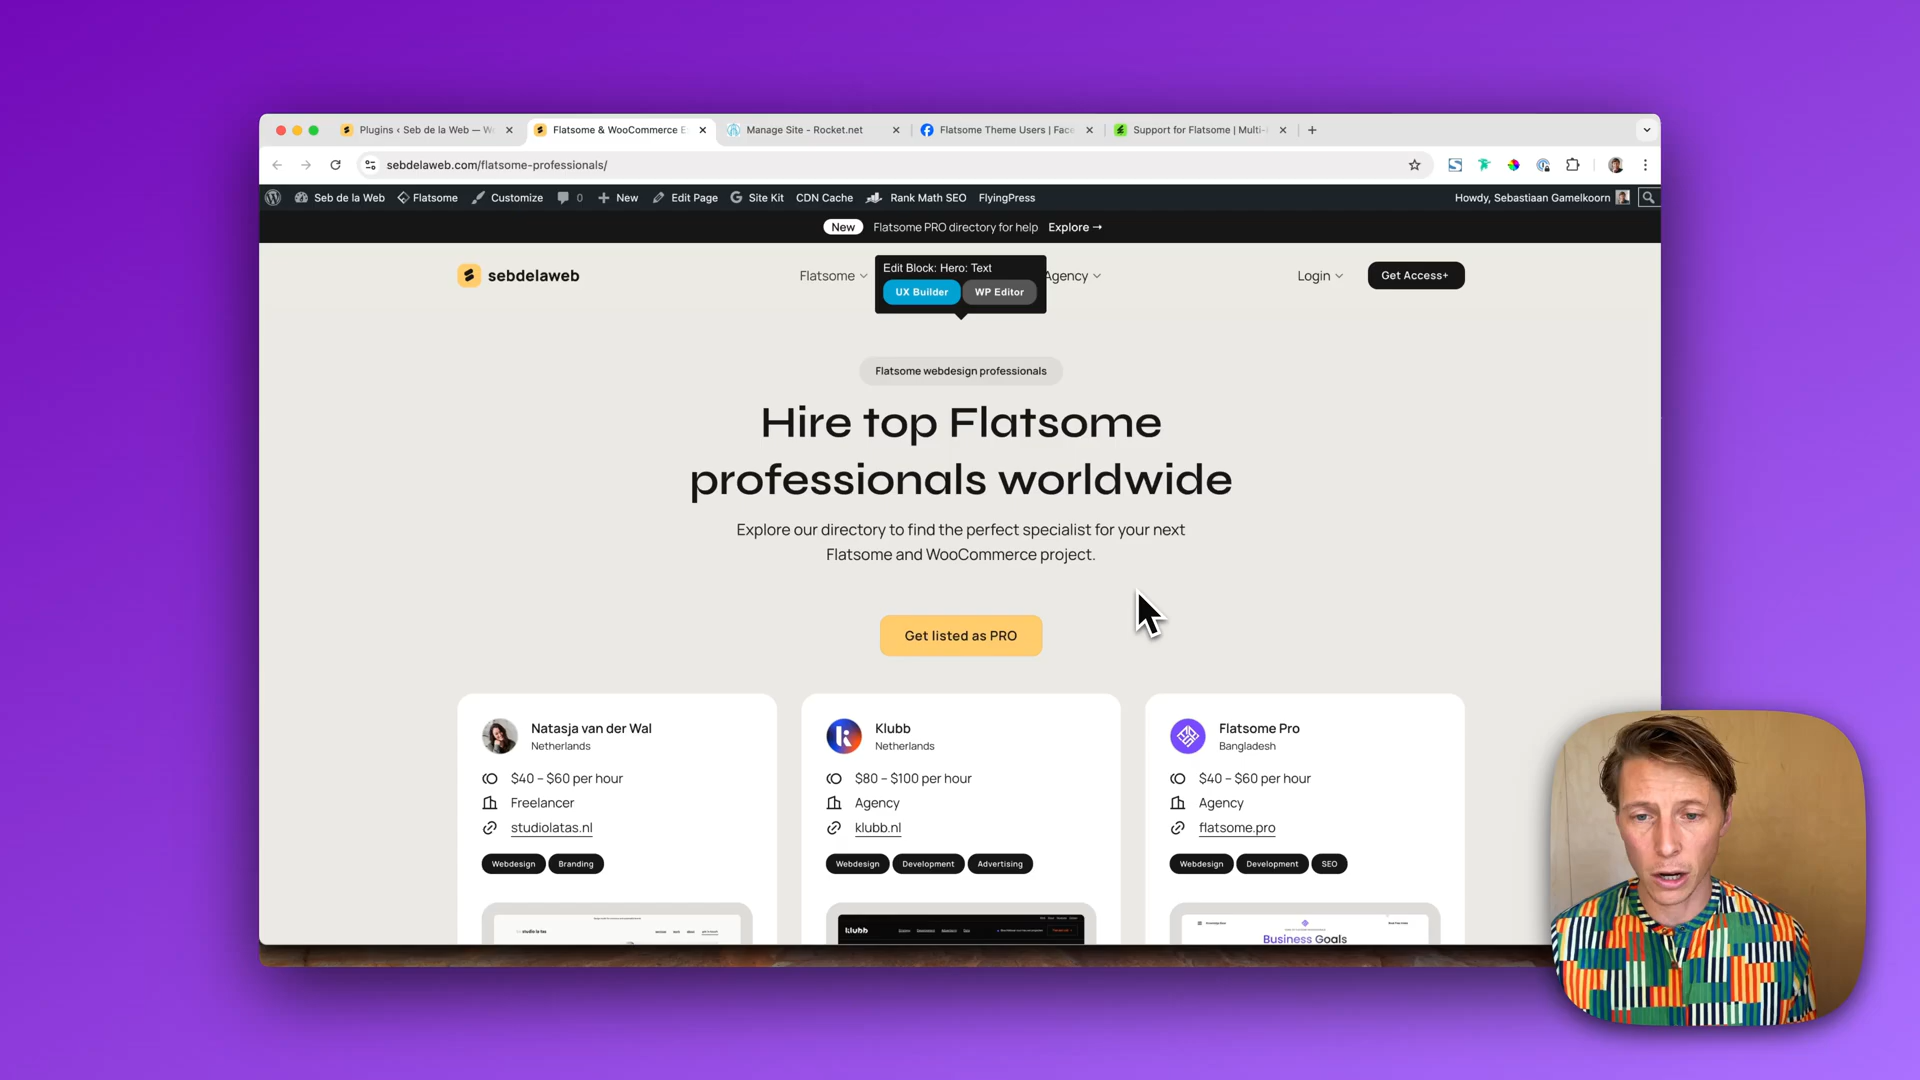 Plugins ‹ Seb de la Web — W
Flatsome & WooCommerce E
Manage Site - Rocket.net
Flatsome Theme Users | Fac
Support for Flatsome | Multi-
sebdelaweb.com/flatsome-professionals/
Seb de la Web Flatsome Customize 0 New Edit Page Site Kit CDN Cache Rank Math SEO FlyingPress Howdy, Sebastiaan Gamelkoorn
New Flatsome PRO directory for help Explore →
sebdelaweb
Flatsome
Agency
Login
Get Access+
Edit Block: Hero: Text
UX Builder WP Editor
Flatsome webdesign professionals
Hire top Flatsome
professionals worldwide
Explore our directory to find the perfect specialist for your next
Flatsome and WooCommerce project.
Get listed as PRO
Natasja van der Wal
Netherlands
$40 – $60 per hour
Freelancer
studiolatas.nl
Webdesign Branding
Klubb
Netherlands
$80 – $100 per hour
Agency
klubb.nl
Webdesign Development Advertising
Flatsome Pro
Bangladesh
$40 – $60 per hour
Agency
flatsome.pro
Webdesign Development SEO
klubb
Business Goals